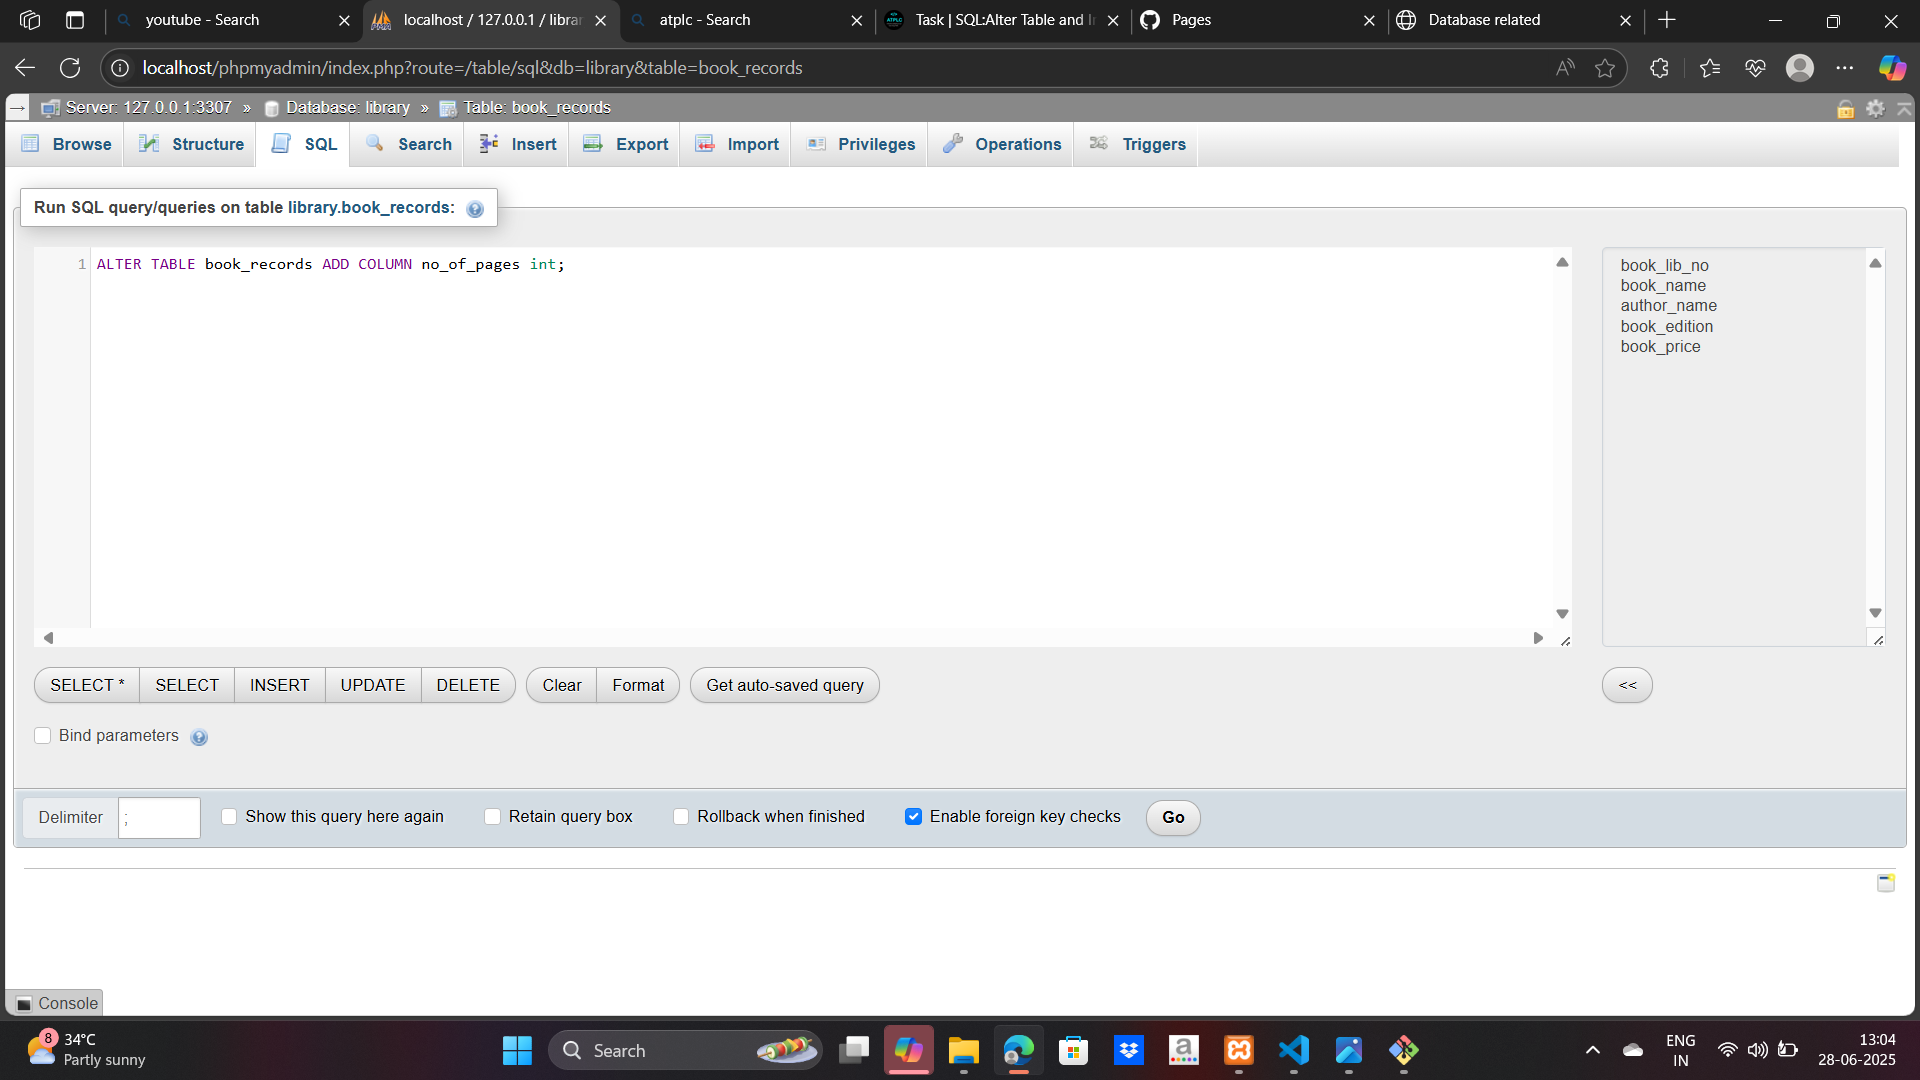 youtube - Search
localhost / 127.0.0.1 / librar
atplc - Search
Task | SQL:Alter Table and I
Pages
Database related
localhost/phpmyadmin/index.php?route=/table/sql&db=library&table=book_records
Server: 127.0.0.1:3307 » Database: library » Table: book_records
Browse
Structure
SQL
Search
Insert
Export
Import
Privileges
Operations
Triggers
Run SQL query/queries on table library.book_records:
1 ALTER TABLE book_records ADD COLUMN no_of_pages int;
book_lib_no
book_name
author_name
book_edition
book_price
SELECT *
SELECT
INSERT
UPDATE
DELETE
Clear
Format
Get auto-saved query
<<
Bind parameters
Delimiter ;
Show this query here again
Retain query box
Rollback when finished
Enable foreign key checks
Go
Console
8
34°C
Partly sunny
Search
ENG
IN
13:04
28-06-2025